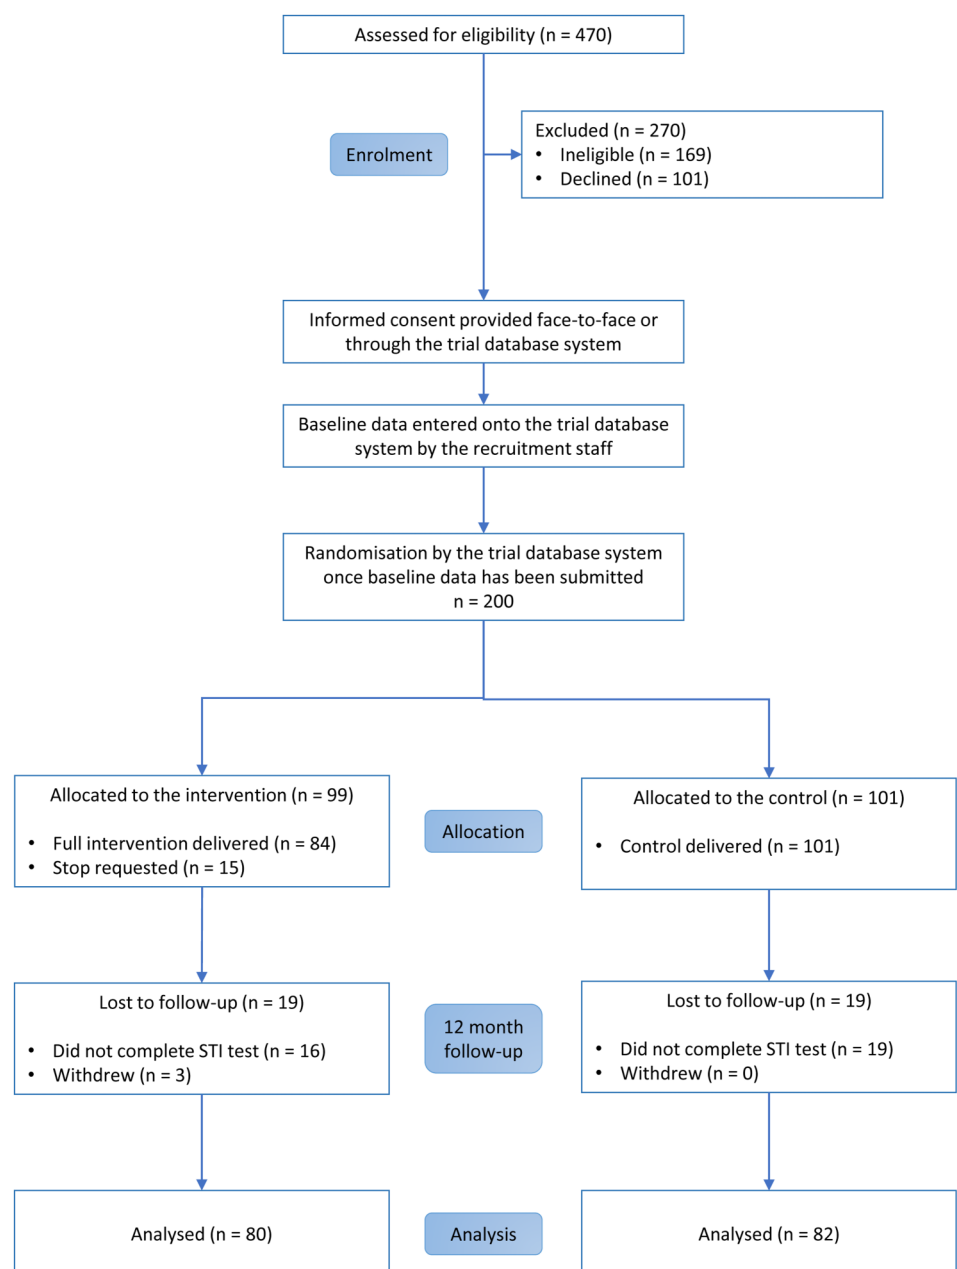 Assessed for eligibility (n = 470)
Enrolment
Excluded (n = 270)
• Ineligible (n = 169)
• Declined (n = 101)
Informed consent provided face-to-face or
through the trial database system
Baseline data entered onto the trial database
system by the recruitment staff
Randomisation by the trial database system
once baseline data has been submitted
n = 200
Allocated to the intervention (n = 99)
• Full intervention delivered (n = 84)
• Stop requested (n = 15)
Allocation
Allocated to the control (n = 101)
• Control delivered (n = 101)
Lost to follow-up (n = 19)
• Did not complete STI test (n = 16)
• Withdrew (n = 3)
12 month
follow-up
Lost to follow-up (n = 19)
• Did not complete STI test (n = 19)
• Withdrew (n = 0)
Analysed (n = 80)
Analysis
Analysed (n = 82)